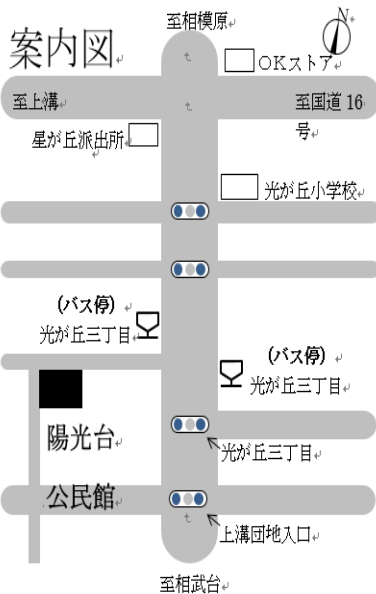 至相模原
N
案内図
OKストア
至上溝
至国道 16
号
星が丘派出所
光が丘小学校
(バス停)
光が丘三丁目
(バス停)
光が丘三丁目
陽光台
光が丘三丁目
公民館
上溝団地入口
至相武台